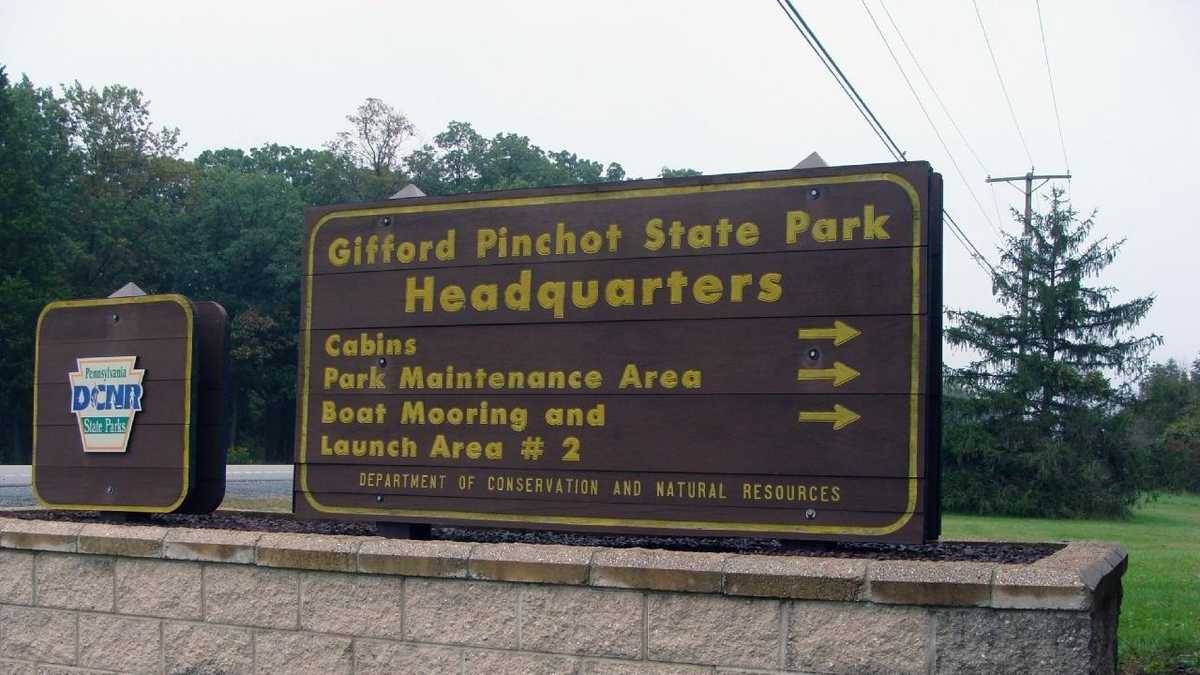 Gifford Pinchot State Park
Headquarters
Cabins
Park Maintenance Area
Boat Mooring and
Launch Area # 2
DEPARTMENT OF CONSERVATION AND NATURAL RESOURCES
Pennsylvania
DCNR
State Parks